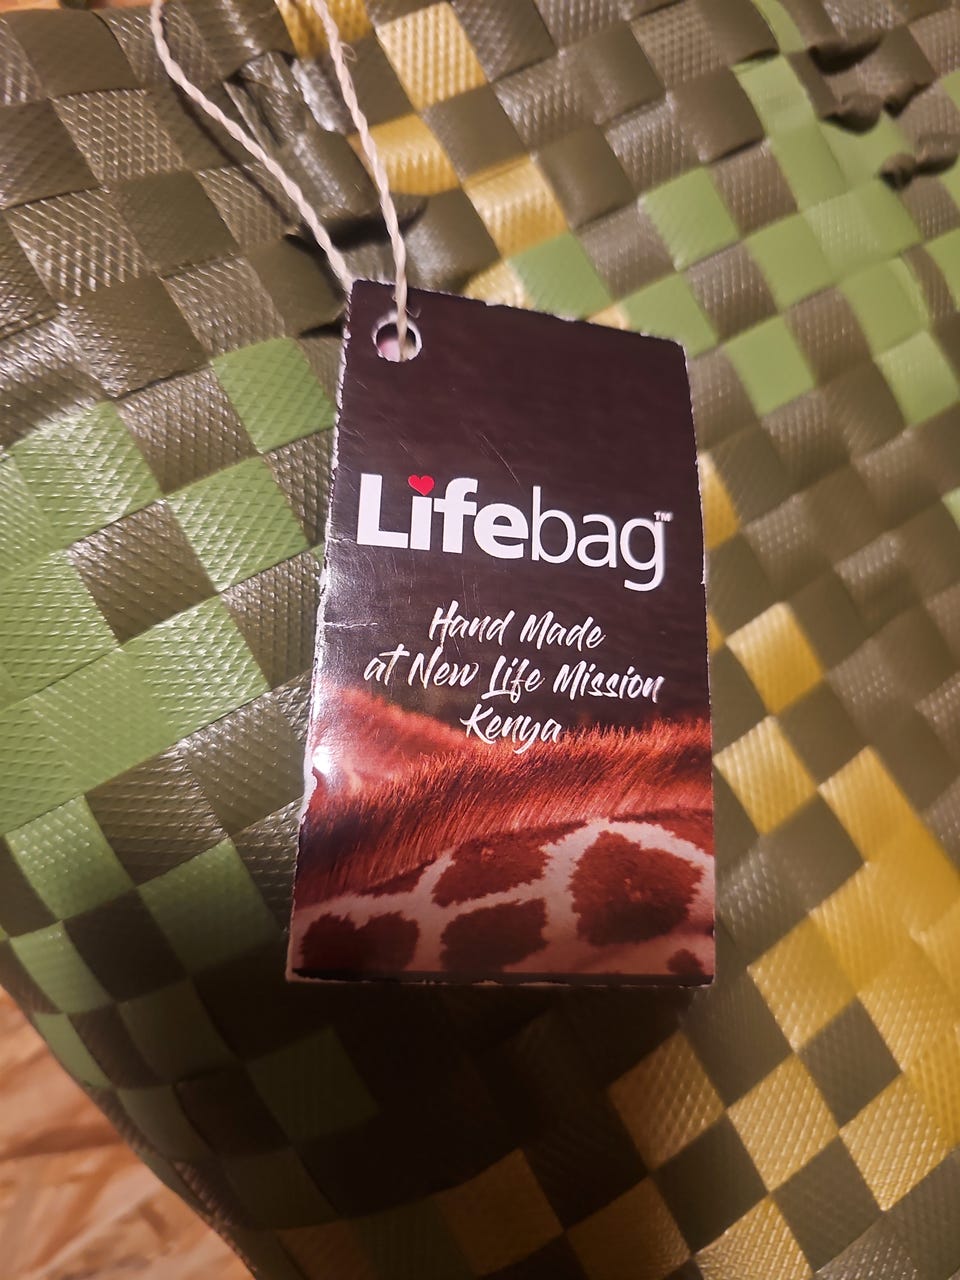 Lifebag™
Hand Made
at New Life Mission
Kenya